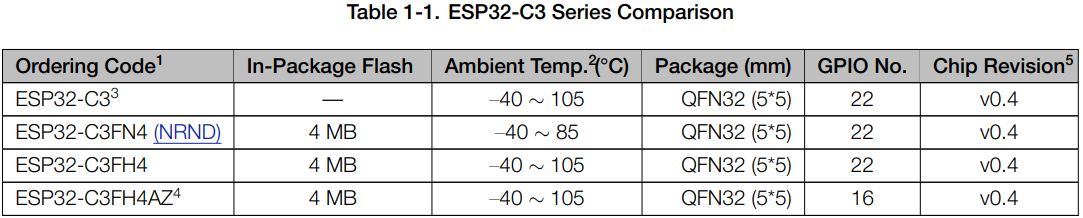 Table 1-1. ESP32-C3 Series Comparison
Ordering Code¹ In-Package Flash Ambient Temp.²(°C) Package (mm) GPIO No. Chip Revision⁵
ESP32-C3³ — –40 ∼ 105 QFN32 (5*5) 22 v0.4
ESP32-C3FN4 (NRND) 4 MB –40 ∼ 85 QFN32 (5*5) 22 v0.4
ESP32-C3FH4 4 MB –40 ∼ 105 QFN32 (5*5) 22 v0.4
ESP32-C3FH4AZ⁴ 4 MB –40 ∼ 105 QFN32 (5*5) 16 v0.4